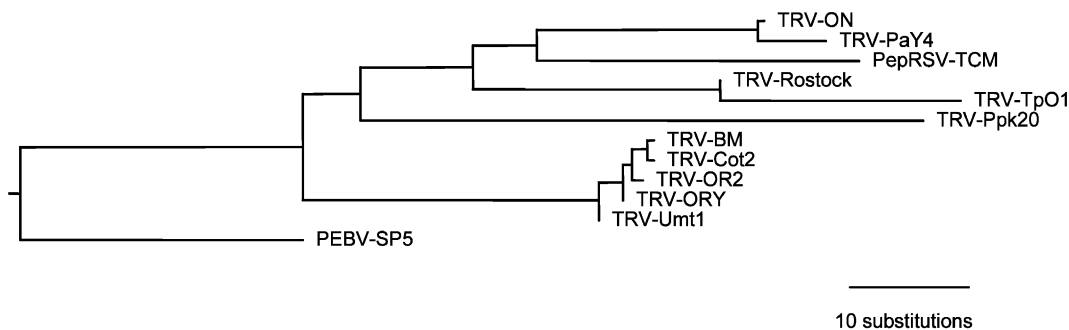 TRV-ON
TRV-PaY4
PepRSV-TCM
TRV-Rostock
TRV-TpO1
TRV-Ppk20
TRV-BM
TRV-Cot2
TRV-OR2
TRV-ORY
TRV-Umt1
PEBV-SP5
10 substitutions